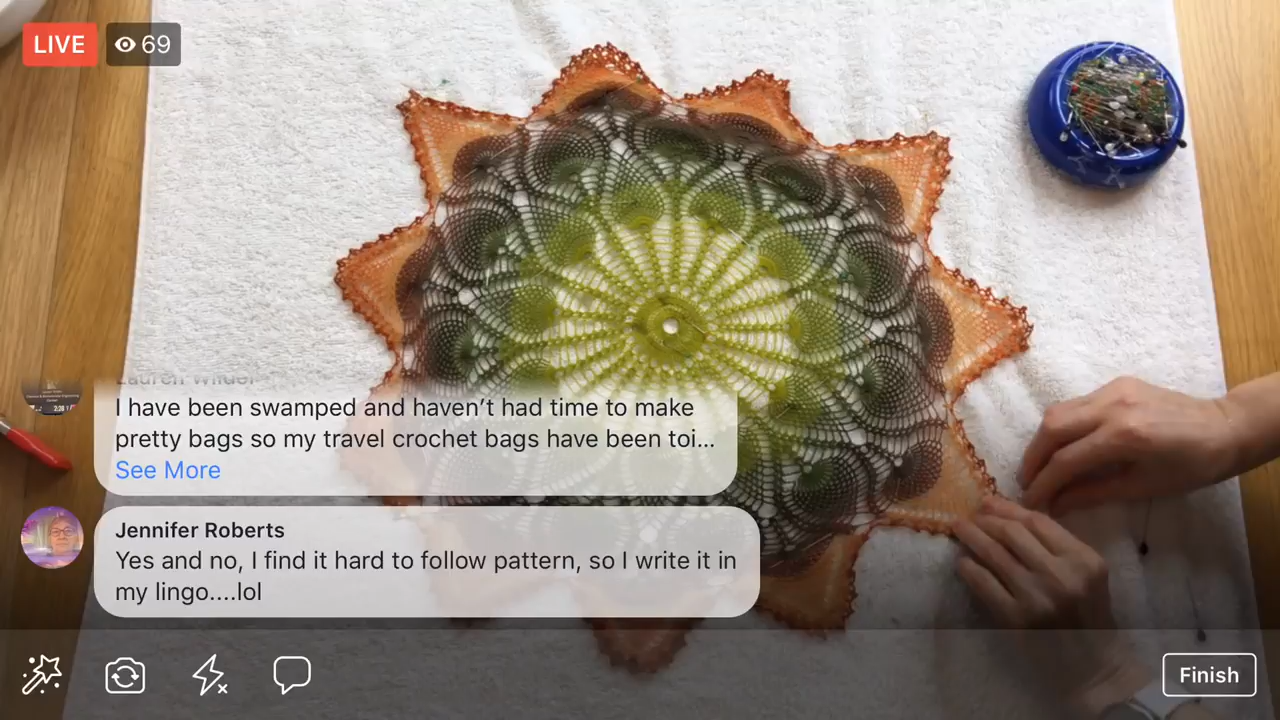 LIVE
69
Lauren Wilder
I have been swamped and haven't had time to make
pretty bags so my travel crochet bags have been toi...
See More
Jennifer Roberts
Yes and no, I find it hard to follow pattern, so I write it in
my lingo....lol
Finish